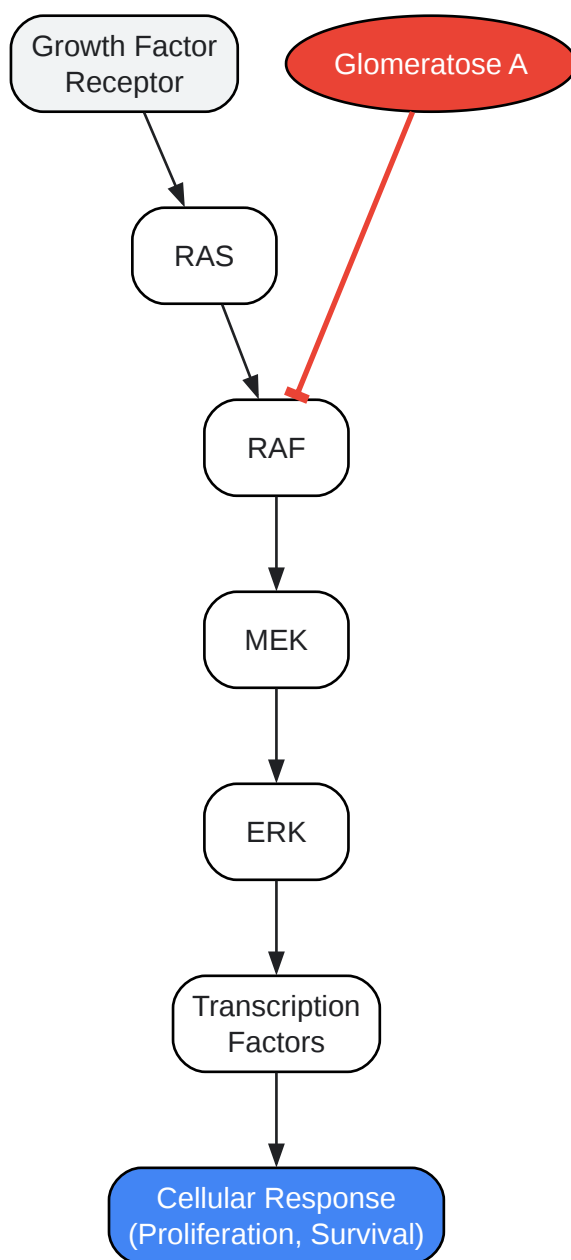 Growth Factor
Receptor
Glomeratose A
RAS
RAF
MEK
ERK
Transcription
Factors
Cellular Response
(Proliferation, Survival)